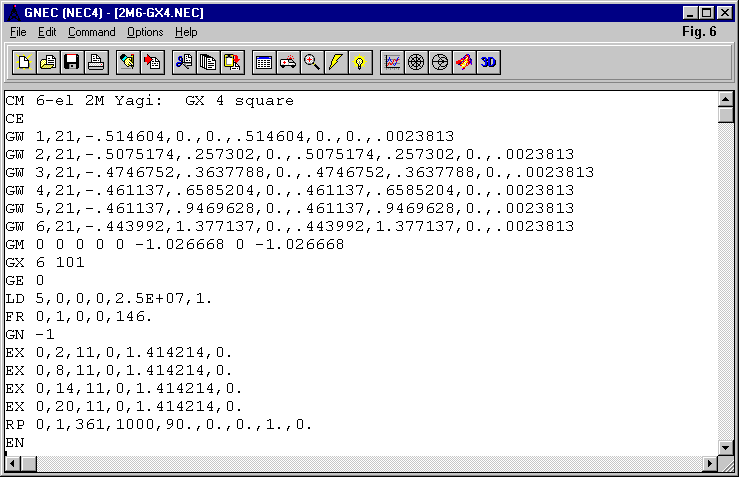 GNEC (NEC4) - [2M6-GX4.NEC]
File Edit Command Options Help Fig. 6
3D
CM 6-el 2M Yagi: GX 4 square
CE
GW 1,21,-.514604,0.,0.,.514604,0.,0.,.0023813
GW 2,21,-.5075174,.257302,0.,.5075174,.257302,0.,.0023813
GW 3,21,-.4746752,.3637788,0.,.4746752,.3637788,0.,.0023813
GW 4,21,-.461137,.6585204,0.,.461137,.6585204,0.,.0023813
GW 5,21,-.461137,.9469628,0.,.461137,.9469628,0.,.0023813
GW 6,21,-.443992,1.377137,0.,.443992,1.377137,0.,.0023813
GM 0 0 0 0 0 -1.026668 0 -1.026668
GX 6 101
GE 0
LD 5,0,0,0,2.5E+07,1.
FR 0,1,0,0,146.
GN -1
EX 0,2,11,0,1.414214,0.
EX 0,8,11,0,1.414214,0.
EX 0,14,11,0,1.414214,0.
EX 0,20,11,0,1.414214,0.
RP 0,1,361,1000,90.,0.,0.,1.,0.
EN